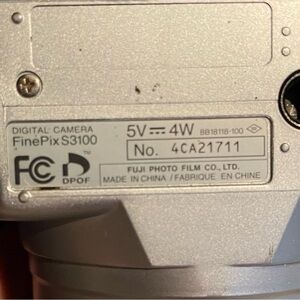 DIGITAL CAMERA
FinePix S3100
5V ⎓ 4W BB18118-100
No. 4CA21711
FC DPOF
FUJI PHOTO FILM CO., LTD.
MADE IN CHINA / FABRIQUE EN CHINE